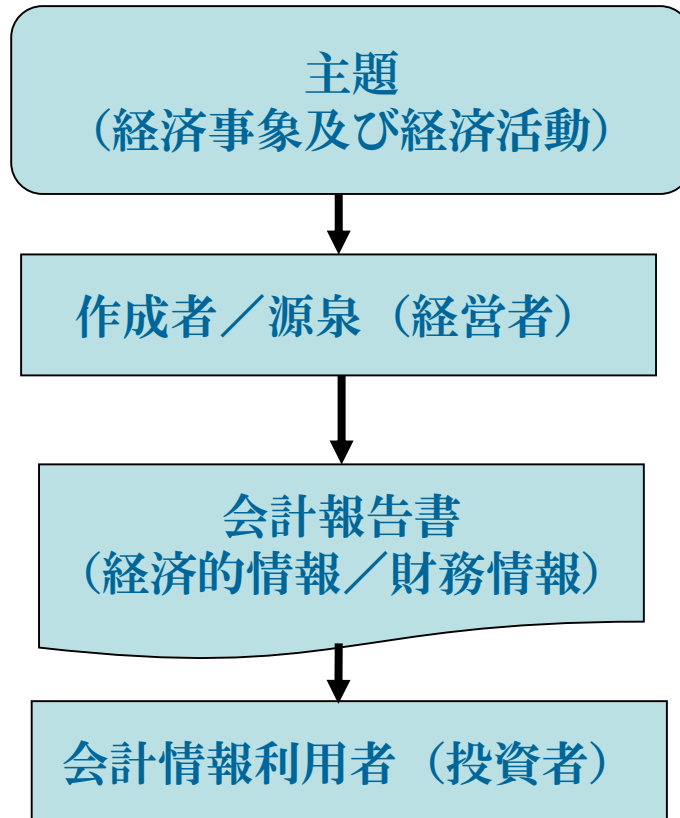 主題
（経済事象及び経済活動）
作成者／源泉（経営者）
会計報告書
（経済的情報／財務情報）
会計情報利用者（投資者）